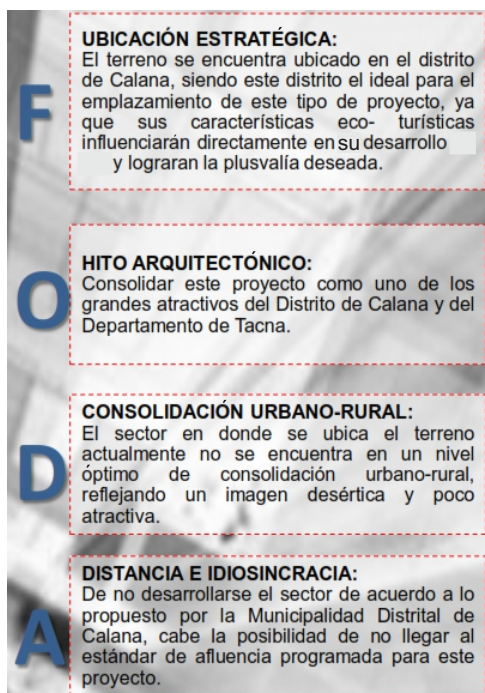 F
UBICACIÓN ESTRATÉGICA:
El terreno se encuentra ubicado en el distrito
de Calana, siendo este distrito el ideal para el
emplazamiento de este tipo de proyecto, ya
que sus características eco- turísticas
influenciarán directamente en su desarrollo
y lograran la plusvalía deseada.
O
HITO ARQUITECTÓNICO:
Consolidar este proyecto como uno de los
grandes atractivos del Distrito de Calana y del
Departamento de Tacna.
D
CONSOLIDACIÓN URBANO-RURAL:
El sector en donde se ubica el terreno
actualmente no se encuentra en un nivel
óptimo de consolidación urbano-rural,
reflejando un imagen desértica y poco
atractiva.
A
DISTANCIA E IDIOSINCRACIA:
De no desarrollarse el sector de acuerdo a lo
propuesto por la Municipalidad Distrital de
Calana, cabe la posibilidad de no llegar al
estándar de afluencia programada para este
proyecto.